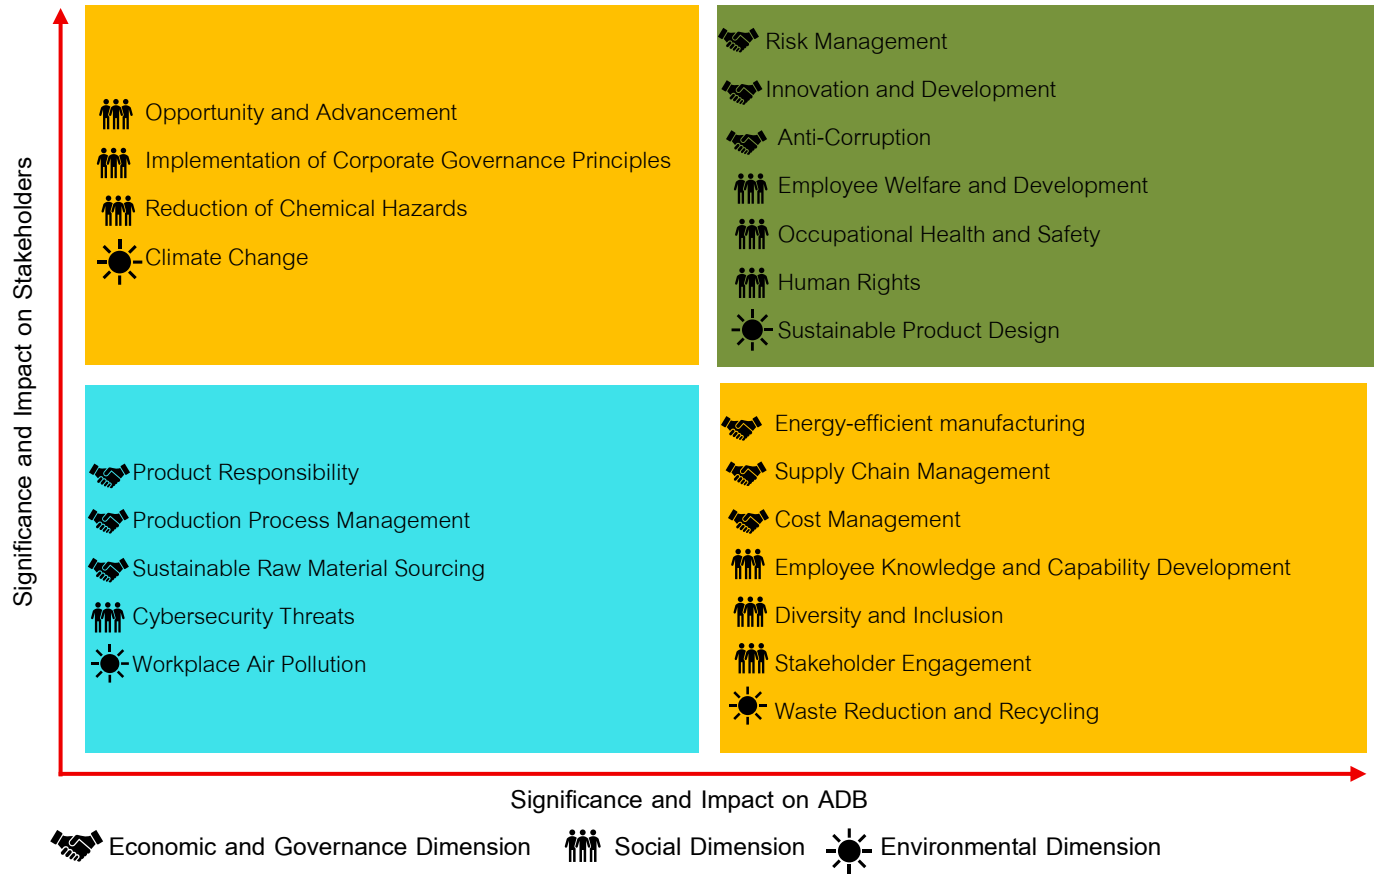 Significance and Impact on Stakeholders
Opportunity and Advancement
Implementation of Corporate Governance Principles
Reduction of Chemical Hazards
Climate Change
Risk Management
Innovation and Development
Anti-Corruption
Employee Welfare and Development
Occupational Health and Safety
Human Rights
Sustainable Product Design
Product Responsibility
Production Process Management
Sustainable Raw Material Sourcing
Cybersecurity Threats
Workplace Air Pollution
Energy-efficient manufacturing
Supply Chain Management
Cost Management
Employee Knowledge and Capability Development
Diversity and Inclusion
Stakeholder Engagement
Waste Reduction and Recycling
Significance and Impact on ADB
Economic and Governance Dimension
Social Dimension
Environmental Dimension